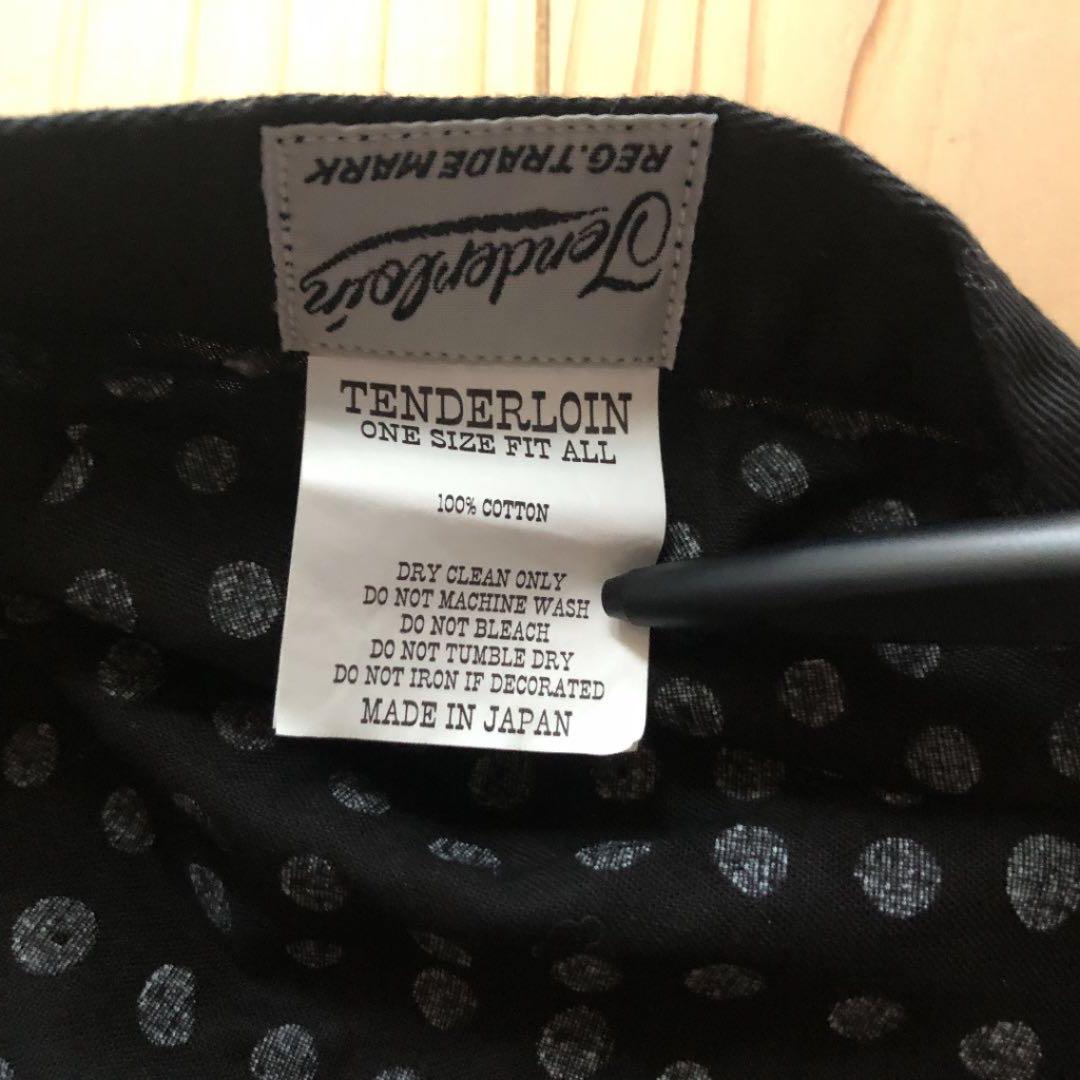 REG. TRADE MARK
Tenderloin
TENDERLOIN
ONE SIZE FIT ALL
100% COTTON
DRY CLEAN ONLY
DO NOT MACHINE WASH
DO NOT BLEACH
DO NOT TUMBLE DRY
DO NOT IRON IF DECORATED
MADE IN JAPAN